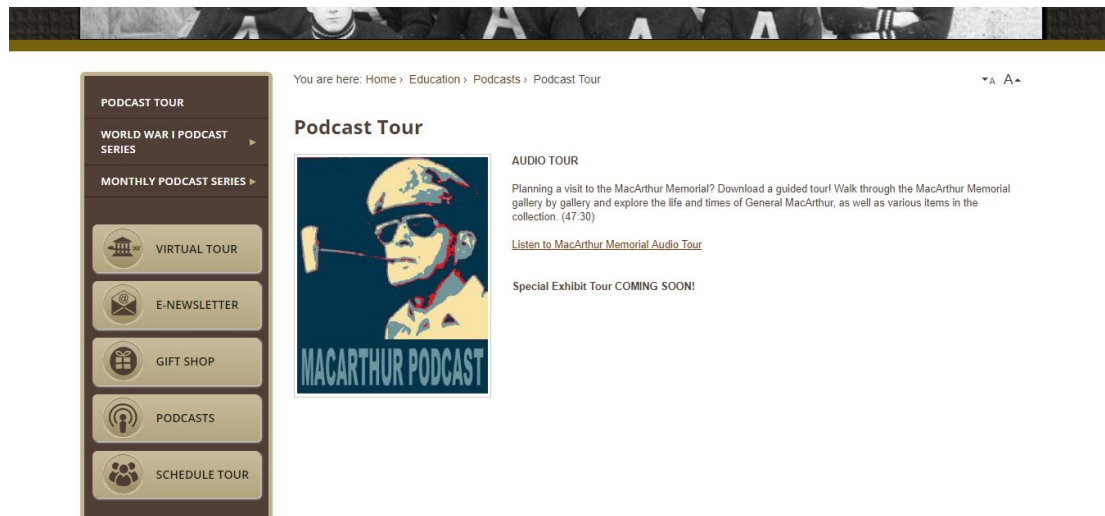 A
A
A
A
You are here: Home › Education › Podcasts › Podcast Tour
A A
PODCAST TOUR
WORLD WAR I PODCAST
SERIES
MONTHLY PODCAST SERIES
VIRTUAL TOUR
E-NEWSLETTER
GIFT SHOP
PODCASTS
SCHEDULE TOUR
Podcast Tour
MACARTHUR PODCAST
AUDIO TOUR
Planning a visit to the MacArthur Memorial? Download a guided tour! Walk through the MacArthur Memorial
gallery by gallery and explore the life and times of General MacArthur, as well as various items in the
collection. (47:30)
Listen to MacArthur Memorial Audio Tour
Special Exhibit Tour COMING SOON!